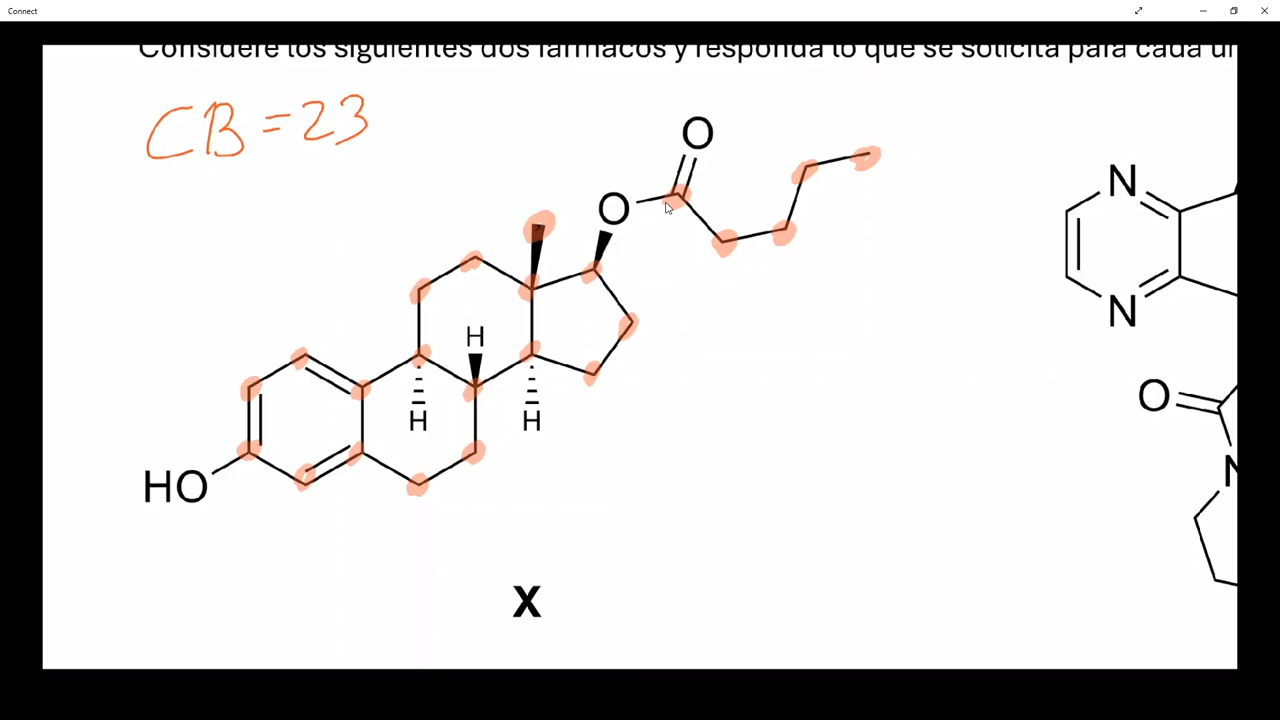 Connect
Considere los siguientes dos fármacos y responda lo que se solicita para cada un
CB = 23
O
O
H
H
H
HO
X
N
N
O
N